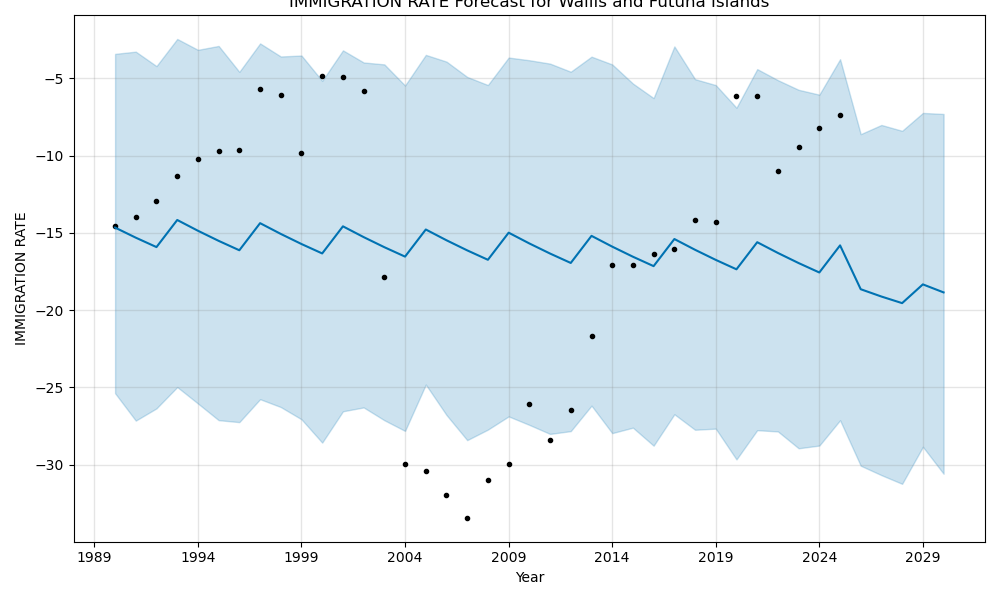 IMMIGRATION RATE Forecast for Wallis and Futuna Islands
−5
−10
−15
−20
−25
−30
IMMIGRATION RATE
1989 1994 1999 2004 2009 2014 2019 2024 2029
Year